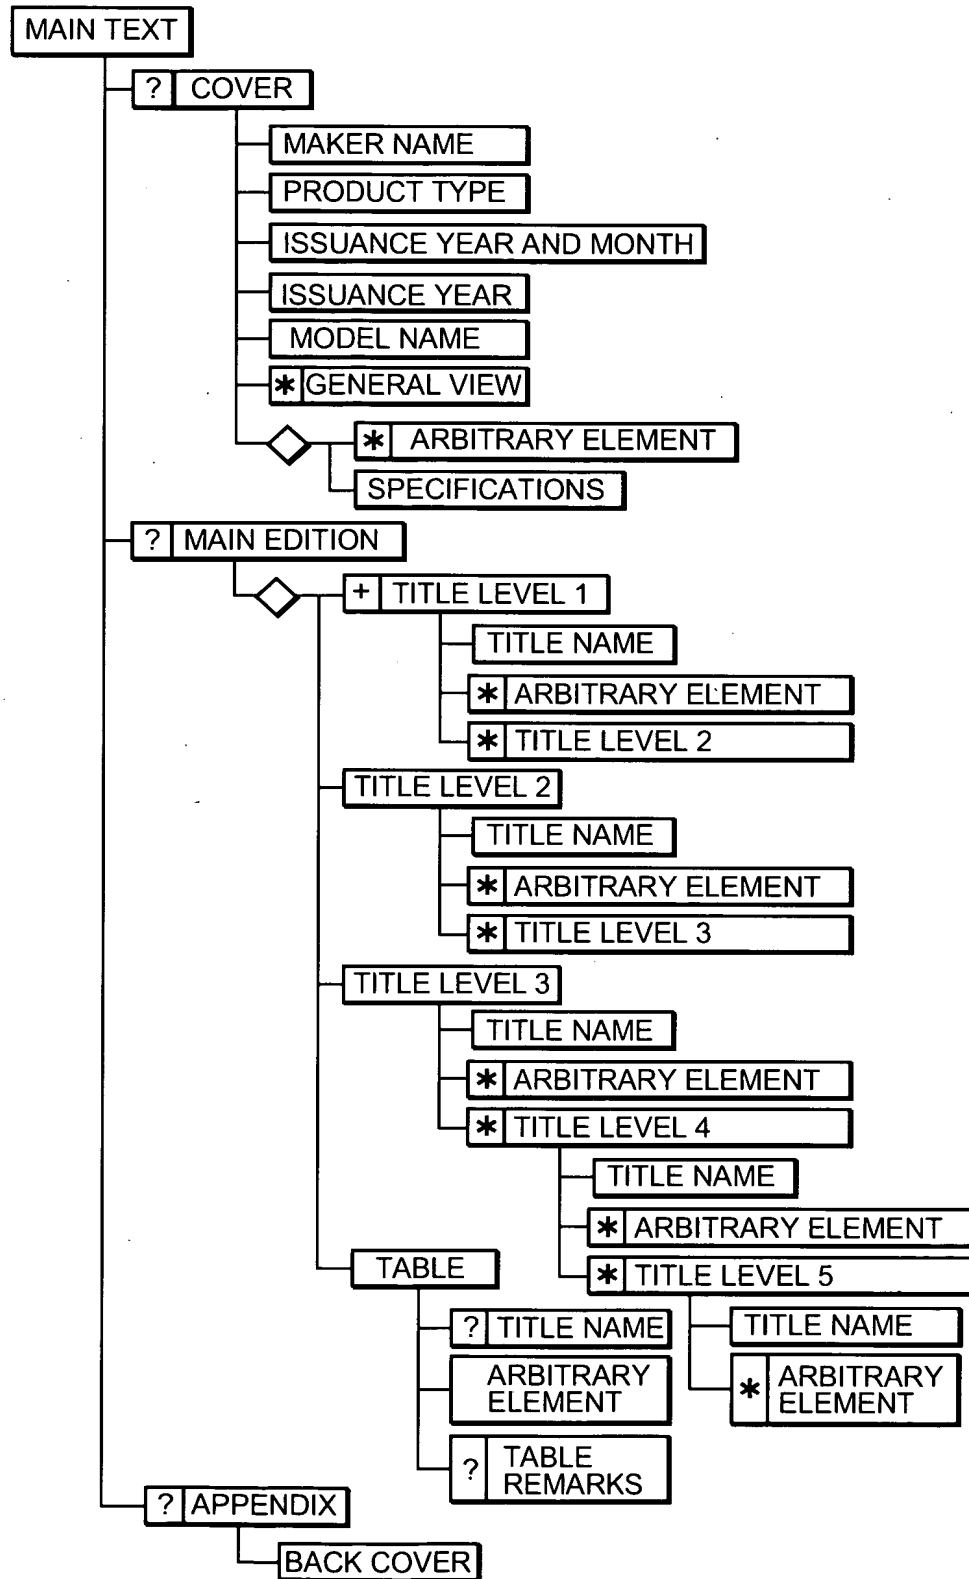 MAIN TEXT
? COVER
MAKER NAME
PRODUCT TYPE
ISSUANCE YEAR AND MONTH
ISSUANCE YEAR
MODEL NAME
* GENERAL VIEW
* ARBITRARY ELEMENT
SPECIFICATIONS
? MAIN EDITION
+ TITLE LEVEL 1
TITLE NAME
* ARBITRARY ELEMENT
* TITLE LEVEL 2
TITLE LEVEL 2
TITLE NAME
* ARBITRARY ELEMENT
* TITLE LEVEL 3
TITLE LEVEL 3
TITLE NAME
* ARBITRARY ELEMENT
* TITLE LEVEL 4
TITLE NAME
* ARBITRARY ELEMENT
* TITLE LEVEL 5
TITLE NAME
* ARBITRARY
ELEMENT
TABLE
? TITLE NAME
ARBITRARY
ELEMENT
? TABLE
REMARKS
? APPENDIX
BACK COVER